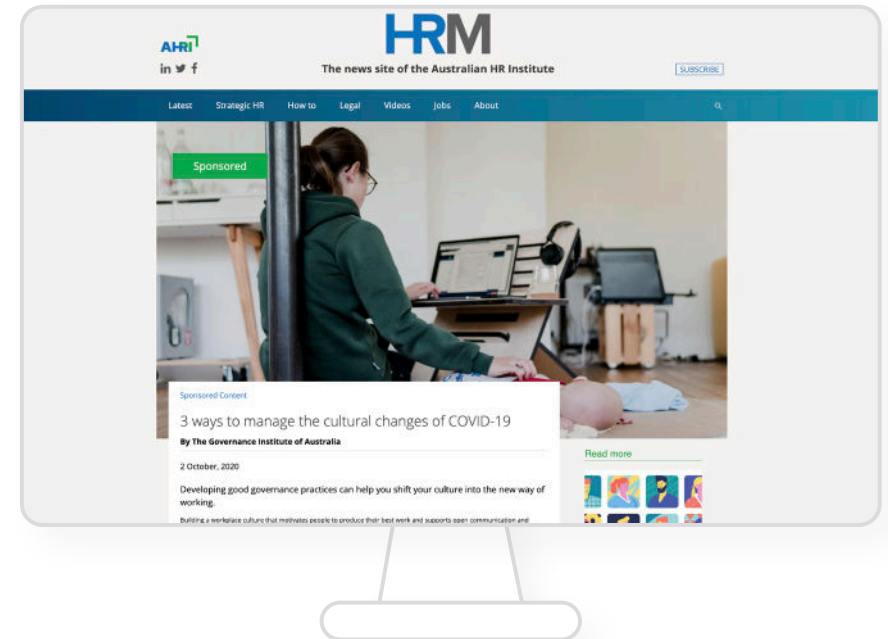 AHRI
HRM
in f
The news site of the Australian HR Institute
SUBSCRIBE
Latest Strategic HR How to Legal Videos Jobs About
Sponsored
Sponsored Content
3 ways to manage the cultural changes of COVID-19
By The Governance Institute of Australia
2 October, 2020
Developing good governance practices can help you shift your culture into the new way of
working.
Building a workplace culture that motivates people to produce their best work and supports open communication and
Read more